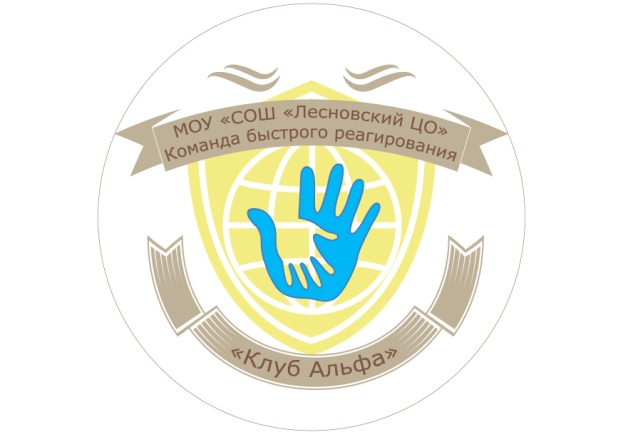 МОУ «СОШ «Лесновский ЦО»
Команда быстрого реагирования
«Клуб Альфа»